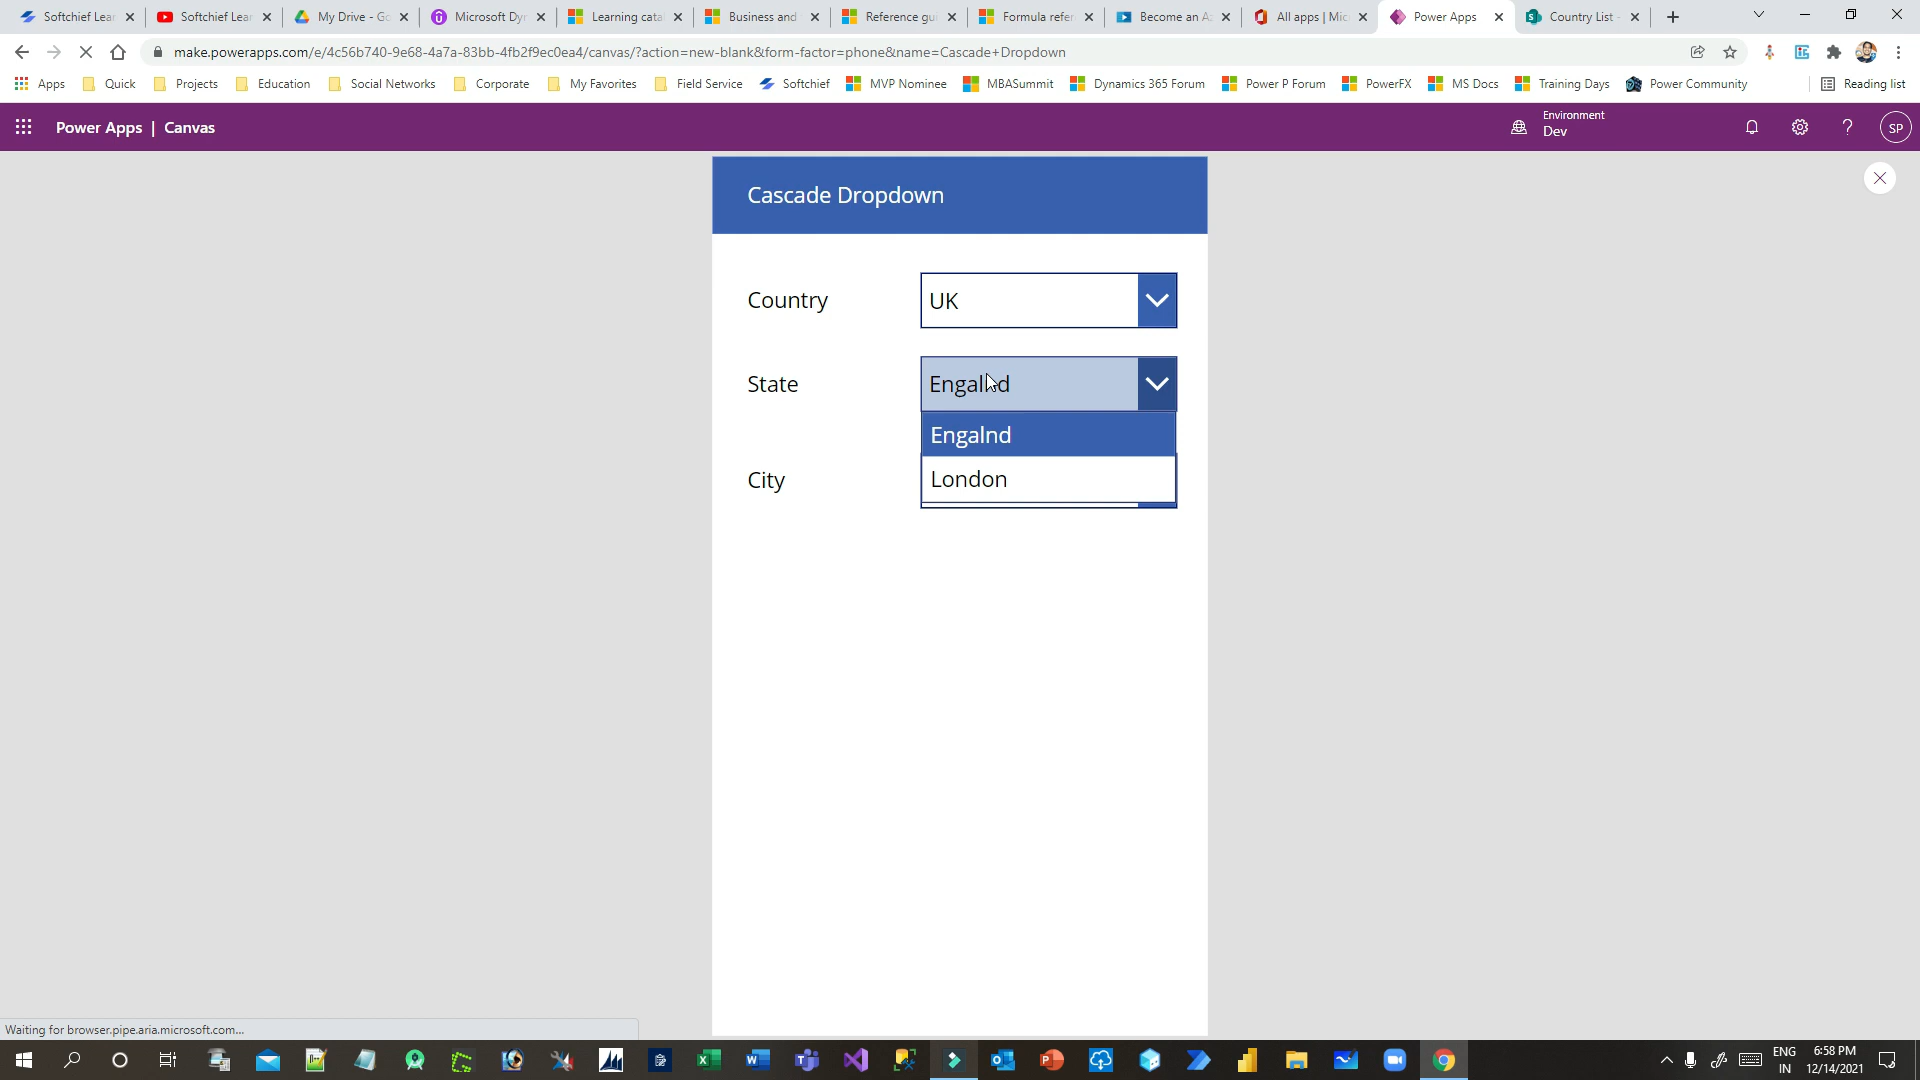 Softchief Lear
Softchief Lear
My Drive - Go
Microsoft Dyn
Learning cata
Business and
Reference gui
Formula refer
Become an A
All apps | Mic
Power Apps
Country List -
make.powerapps.com/e/4c56b740-9e68-4a7a-83bb-4fb2f9ec0ea4/canvas/?action=new-blank&form-factor=phone&name=Cascade+Dropdown
Apps
Quick
Projects
Education
Social Networks
Corporate
My Favorites
Field Service
Softchief
MVP Nominee
MBASummit
Dynamics 365 Forum
Power P Forum
PowerFX
MS Docs
Training Days
Power Community
Reading list
Power Apps | Canvas
Environment
Dev
SP
Cascade Dropdown
Country
UK
State
Engalnd
Engalnd
City
London
Waiting for browser.pipe.aria.microsoft.com...
ENG
IN
6:58 PM
12/14/2021